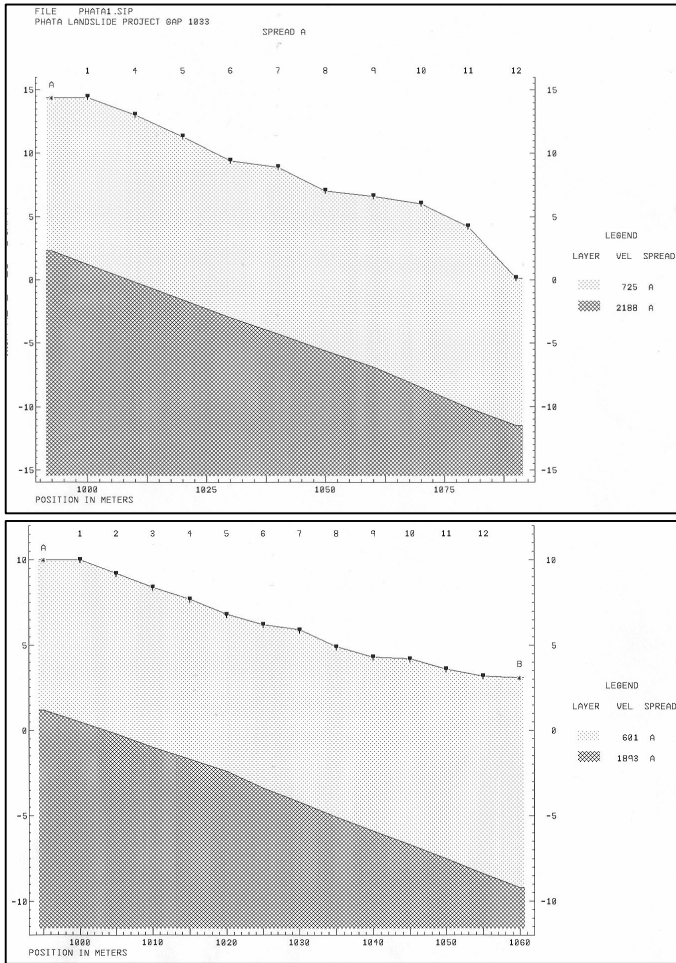 FILE PHATA1.SIP
PHATA LANDSLIDE PROJECT GAP 1033
SPREAD A
1 4 5 6 7 8 9 10 11 12
A
15 15
10 10
5 5
LEGEND
LAYER VEL SPREAD
0 0
725 A
2188 A
-5 -5
-10 -10
-15 -15
1000 1025 1050 1075
POSITION IN METERS
1 2 3 4 5 6 7 8 9 10 11 12
A
10 10
5 5
B
LEGEND
LAYER VEL SPREAD
0 0
601 A
1893 A
-5 -5
-10 -10
1000 1010 1020 1030 1040 1050 1060
POSITION IN METERS